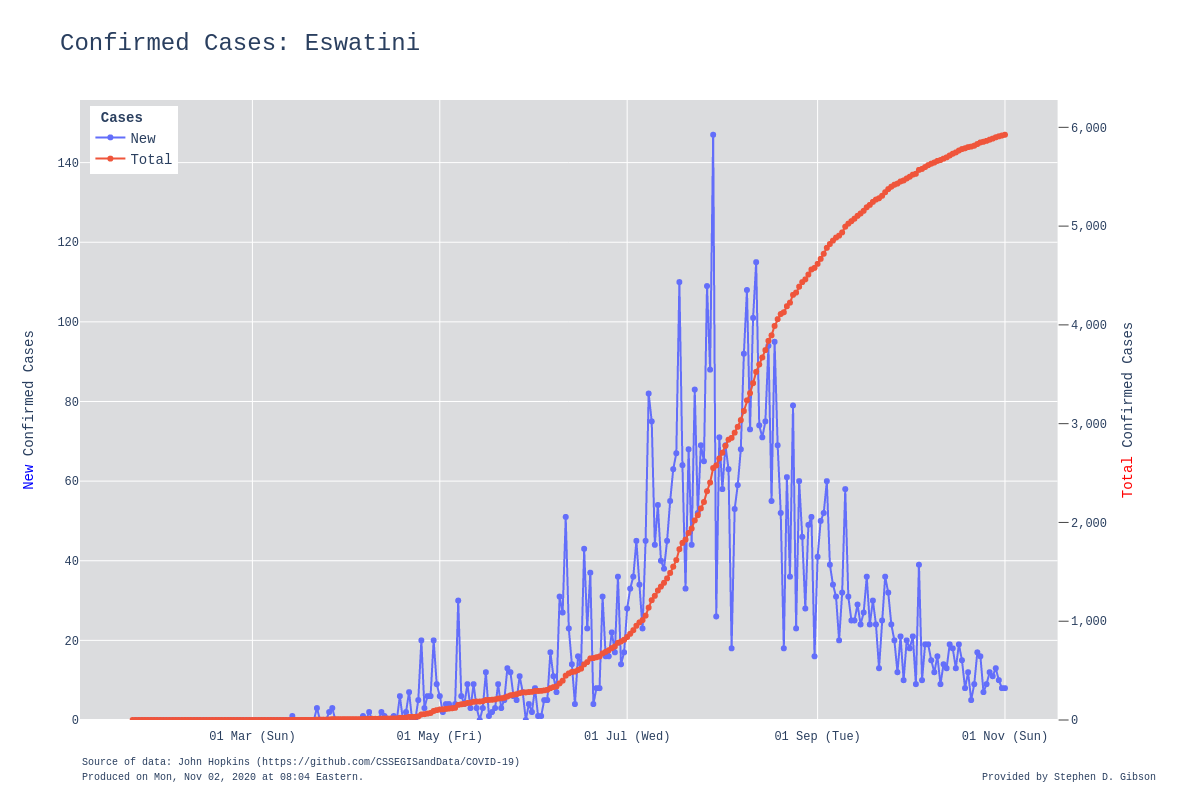 Confirmed Cases: Eswatini
Cases
New
Total
140
120
100
80
60
40
20
0
6,000
5,000
4,000
3,000
2,000
1,000
0
New Confirmed Cases
Total Confirmed Cases
01 Mar (Sun)
01 May (Fri)
01 Jul (Wed)
01 Sep (Tue)
01 Nov (Sun)
Source of data: John Hopkins (https://github.com/CSSEGISandData/COVID-19)
Produced on Mon, Nov 02, 2020 at 08:04 Eastern.
Provided by Stephen D. Gibson